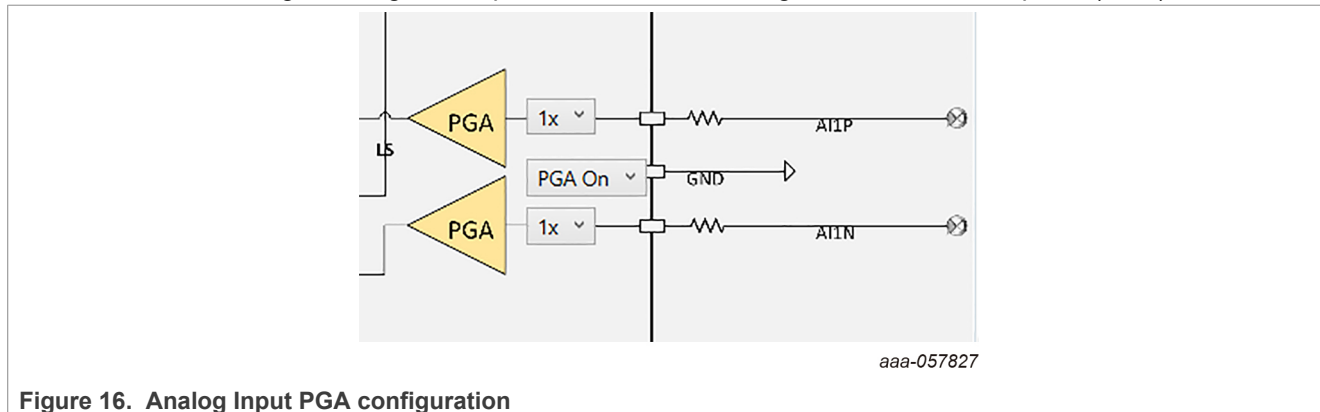 PGA 1x AI1P
LS
PGA On GND
PGA 1x AI1N
aaa-057827
Figure 16. Analog Input PGA configuration